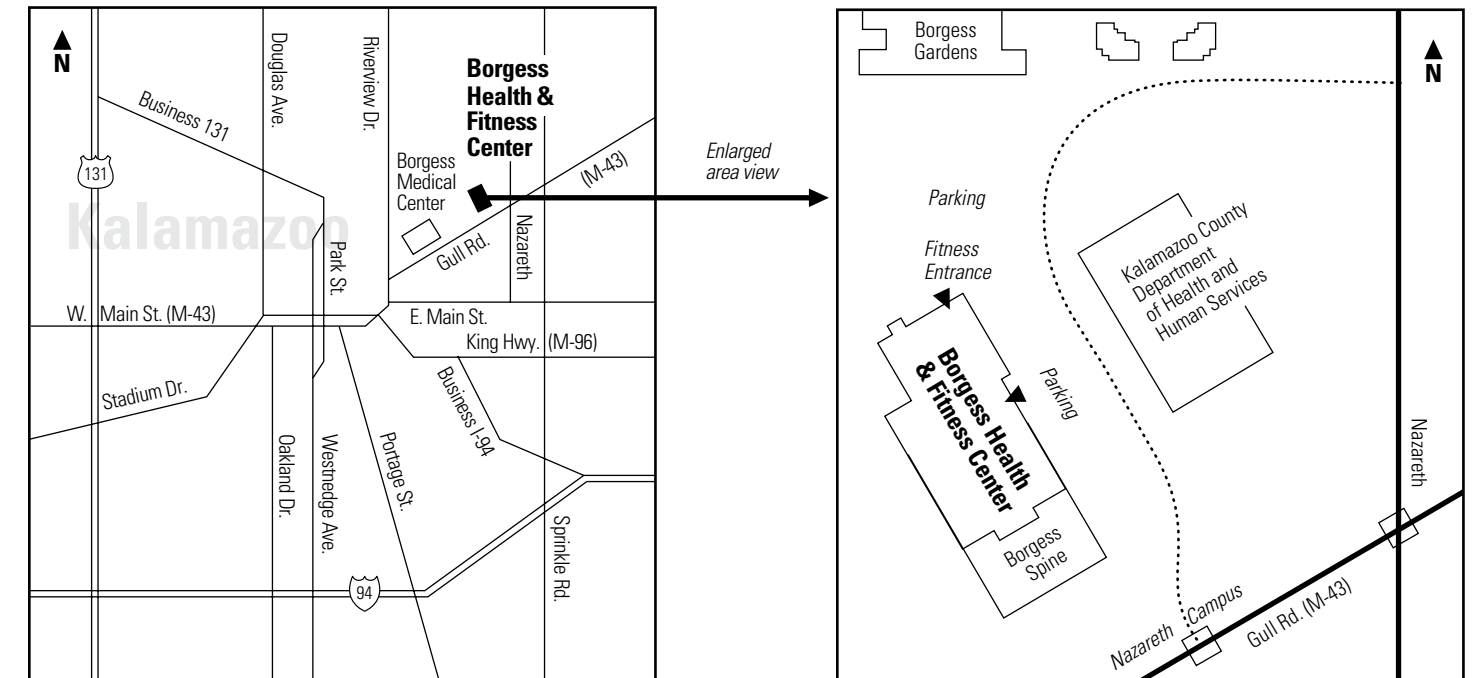 N
Douglas Ave.
Riverview Dr.
Business 131
131
Kalamazoo
Borgess
Health &
Fitness
Center
Borgess
Medical
Center
(M-43)
Gull Rd.
Nazareth
Park St.
W. Main St. (M-43)
E. Main St.
King Hwy. (M-96)
Stadium Dr.
Business I-94
Oakland Dr.
Westnedge Ave.
Portage St.
Sprinkle Rd.
94
Enlarged
area view
Borgess
Gardens
N
Parking
Fitness
Entrance
Kalamazoo County
Department
of Health and
Human Services
Borgess Health
& Fitness Center
Parking
Borgess
Spine
Nazareth
Nazareth Campus
Gull Rd. (M-43)